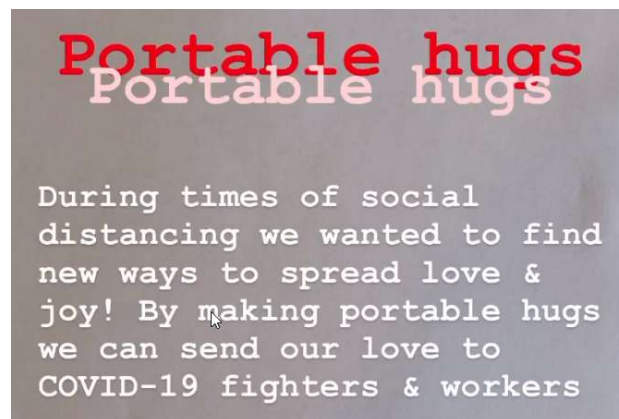 Portable hugs
Portable hugs
During times of social
distancing we wanted to find
new ways to spread love &
joy! By making portable hugs
we can send our love to
COVID-19 fighters & workers